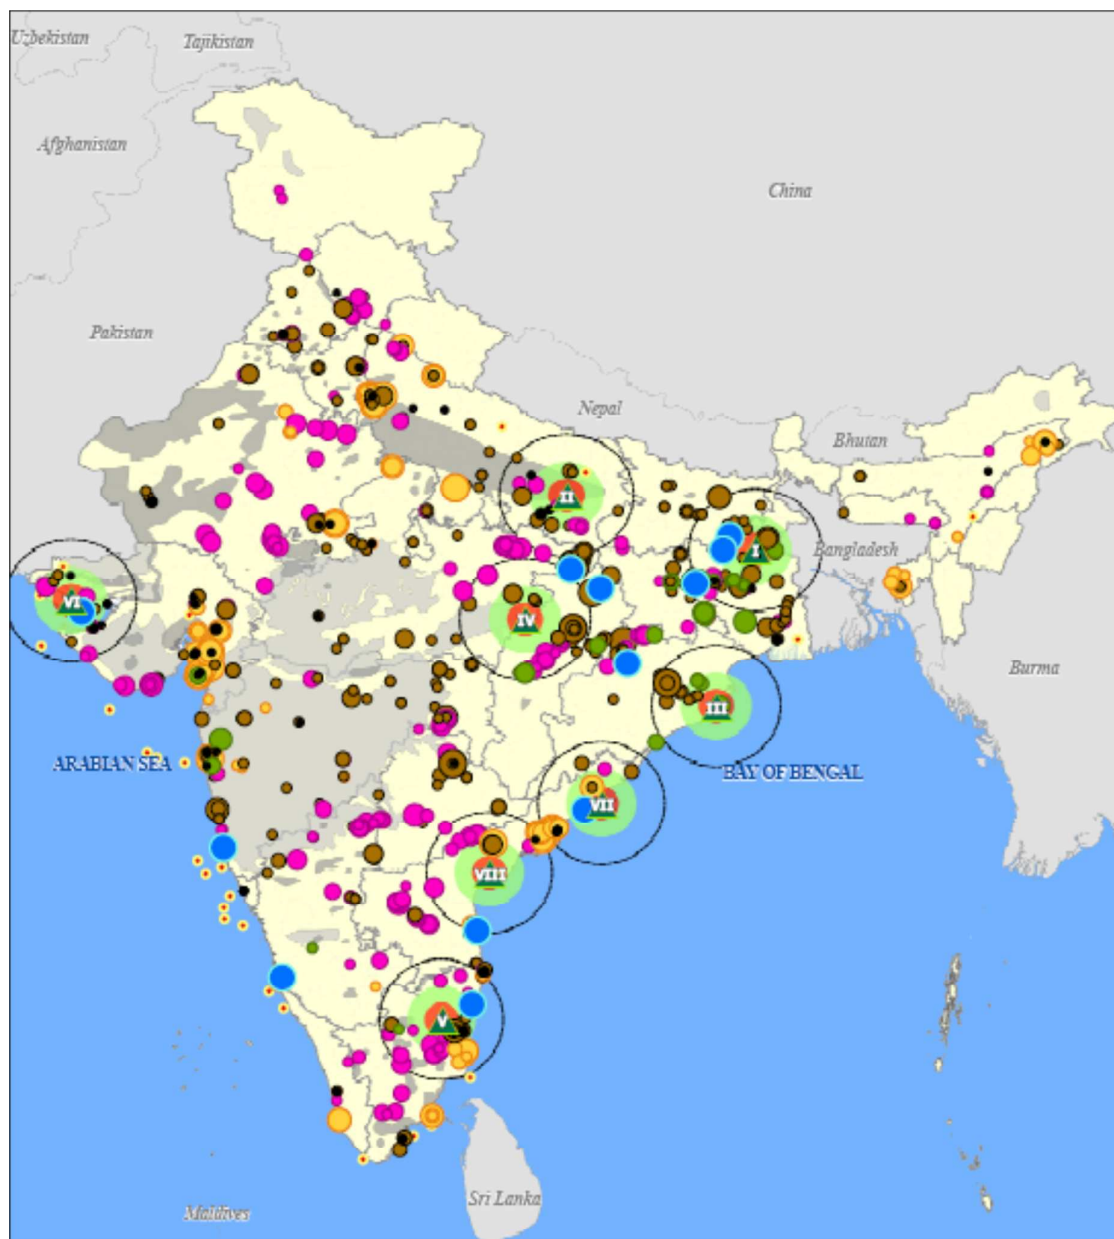 Uzbekistan
Tajikistan
Afghanistan
China
Pakistan
Nepal
Bhutan
II
I
Bangladesh
VI
IV
Burma
III
ARABIAN SEA
BAY OF BENGAL
VII
VIII
V
Sri Lanka
Maldives